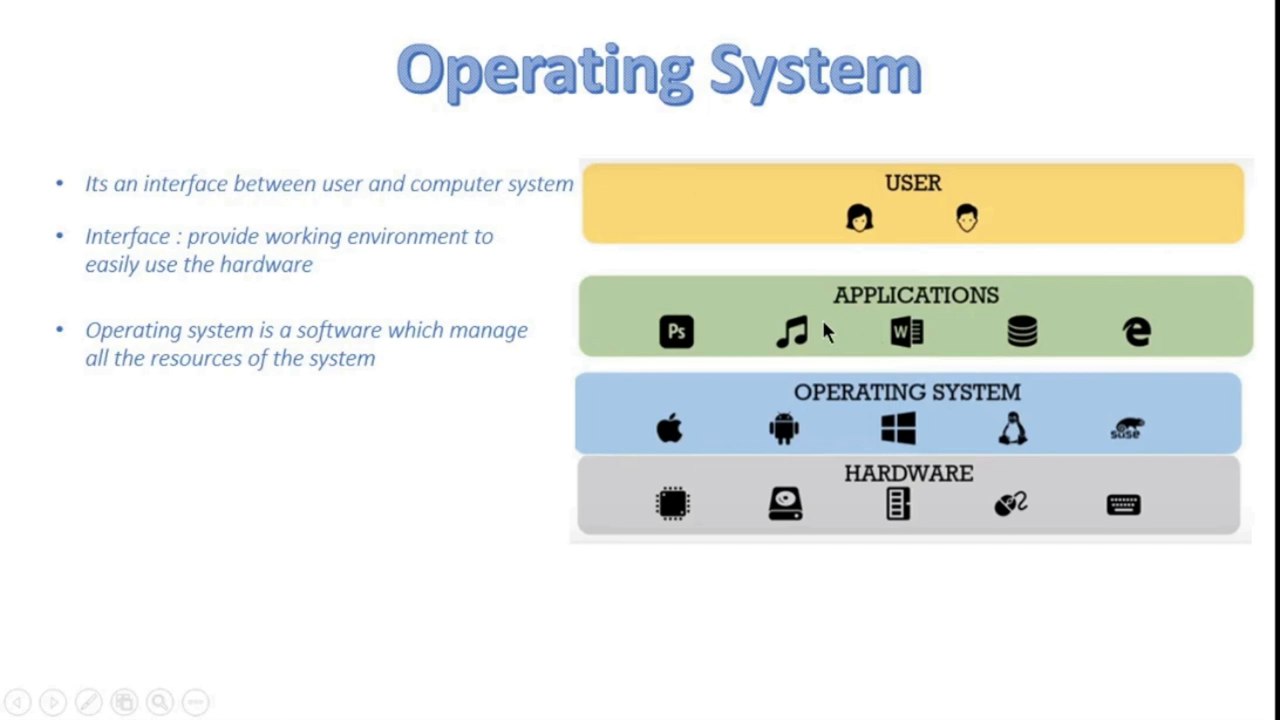 Operating System
• Its an interface between user and computer system
• Interface : provide working environment to
easily use the hardware
• Operating system is a software which manage
all the resources of the system
USER
APPLICATIONS
Ps
W
OPERATING SYSTEM
SUSE
HARDWARE